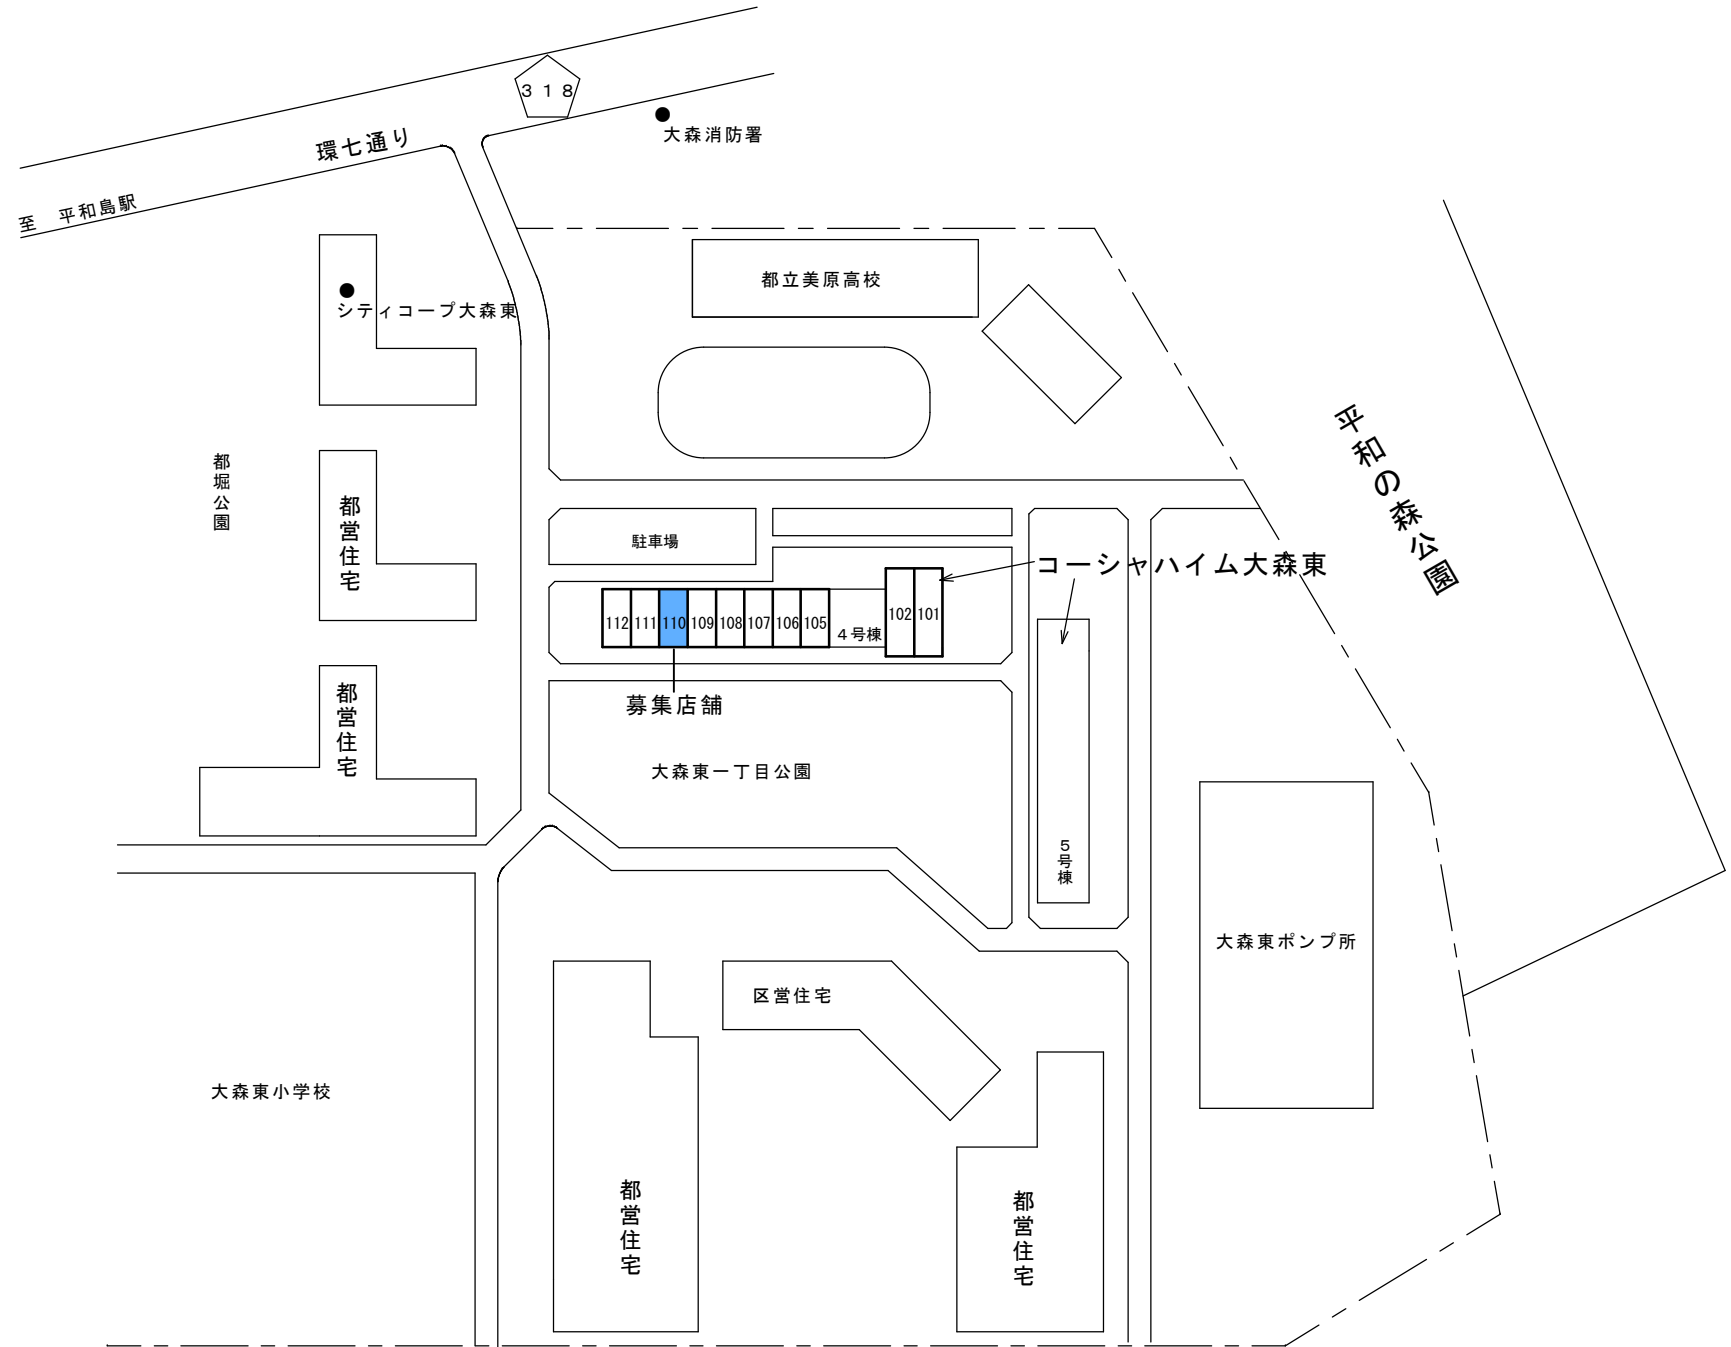 ３１８
大森消防署
環七通り
至　平和島駅
都立美原高校
シティコープ大森東
平和の森公園
都堀公園
都営住宅
駐車場
コーシャハイム大森東
112
111
110
109
108
107
106
105
４号棟
102
101
募集店舗
都営住宅
大森東一丁目公園
５号棟
大森東ポンプ所
区営住宅
大森東小学校
都営住宅
都営住宅